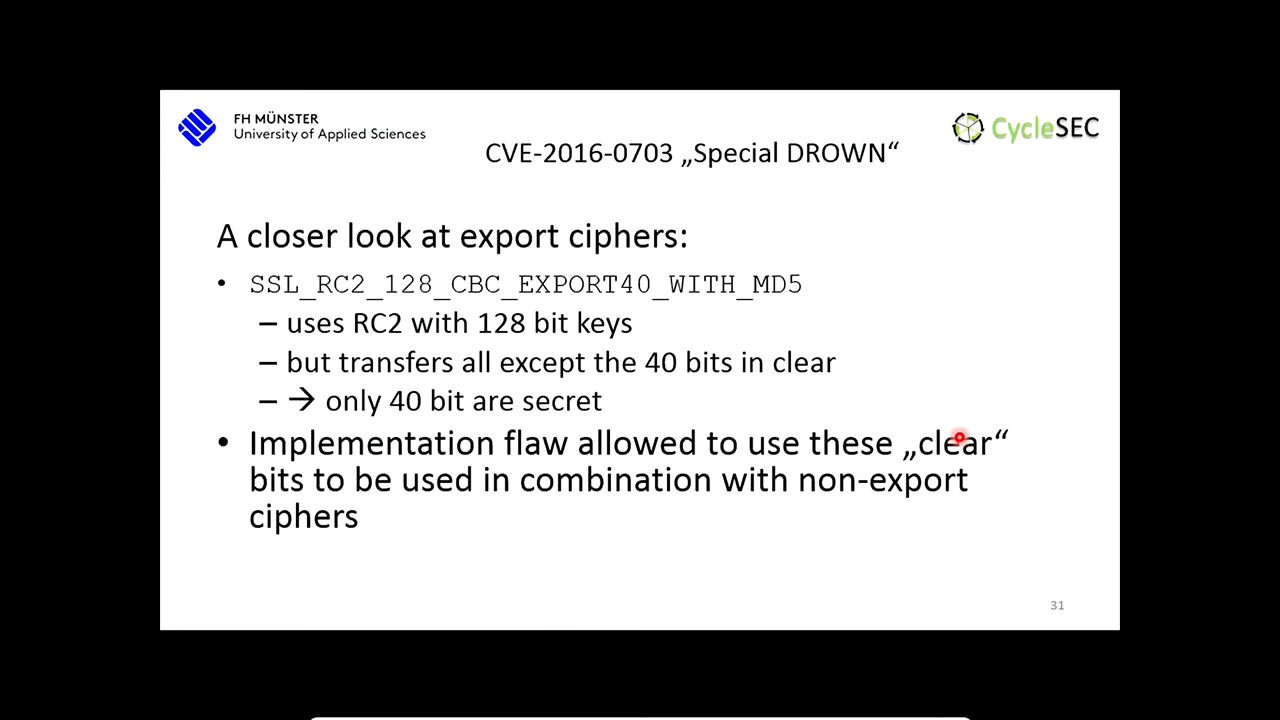 FH MÜNSTER
University of Applied Sciences
CycleSEC
CVE-2016-0703 „Special DROWN“
A closer look at export ciphers:
• SSL_RC2_128_CBC_EXPORT40_WITH_MD5
– uses RC2 with 128 bit keys
– but transfers all except the 40 bits in clear
– → only 40 bit are secret
• Implementation flaw allowed to use these „clear“
bits to be used in combination with non-export
ciphers
31